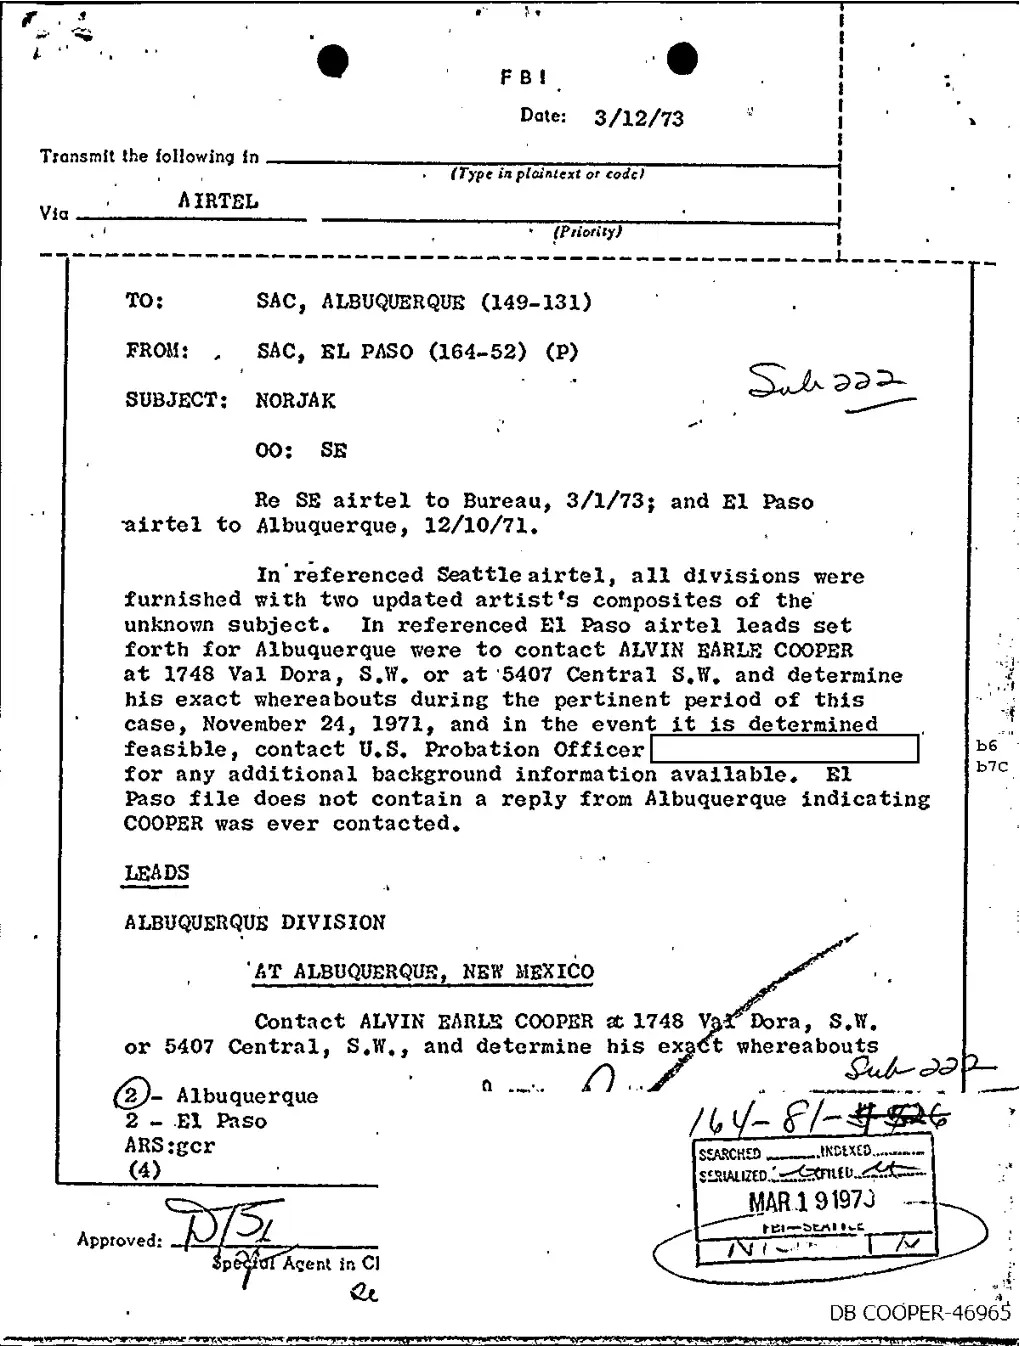 FBI
Date: 3/12/73
Transmit the following in
(Type in plaintext or code)
Via AIRTEL
(Priority)
TO: SAC, ALBUQUERQUE (149-131)
FROM: SAC, EL PASO (164-52) (P)
SUBJECT: NORJAK
Sub 222
OO: SE
Re SE airtel to Bureau, 3/1/73; and El Paso
airtel to Albuquerque, 12/10/71.
In referenced Seattle airtel, all divisions were
furnished with two updated artist's composites of the
unknown subject. In referenced El Paso airtel leads set
forth for Albuquerque were to contact ALVIN EARLE COOPER
at 1748 Val Dora, S.W. or at 5407 Central S.W. and determine
his exact whereabouts during the pertinent period of this
case, November 24, 1971, and in the event it is determined
feasible, contact U.S. Probation Officer
b6
b7C
for any additional background information available. El
Paso file does not contain a reply from Albuquerque indicating
COOPER was ever contacted.
LEADS
ALBUQUERQUE DIVISION
AT ALBUQUERQUE, NEW MEXICO
Contact ALVIN EARLE COOPER at 1748 Val Dora, S.W.
or 5407 Central, S.W., and determine his exact whereabouts
Sub 222
2 - Albuquerque
2 - El Paso
ARS:gcr
(4)
164-81-
SEARCHED INDEXED
SERIALIZED FILED
MAR 19 1973
FBI-SEATTLE
Approved:
Special Agent in C
DB COOPER-46965